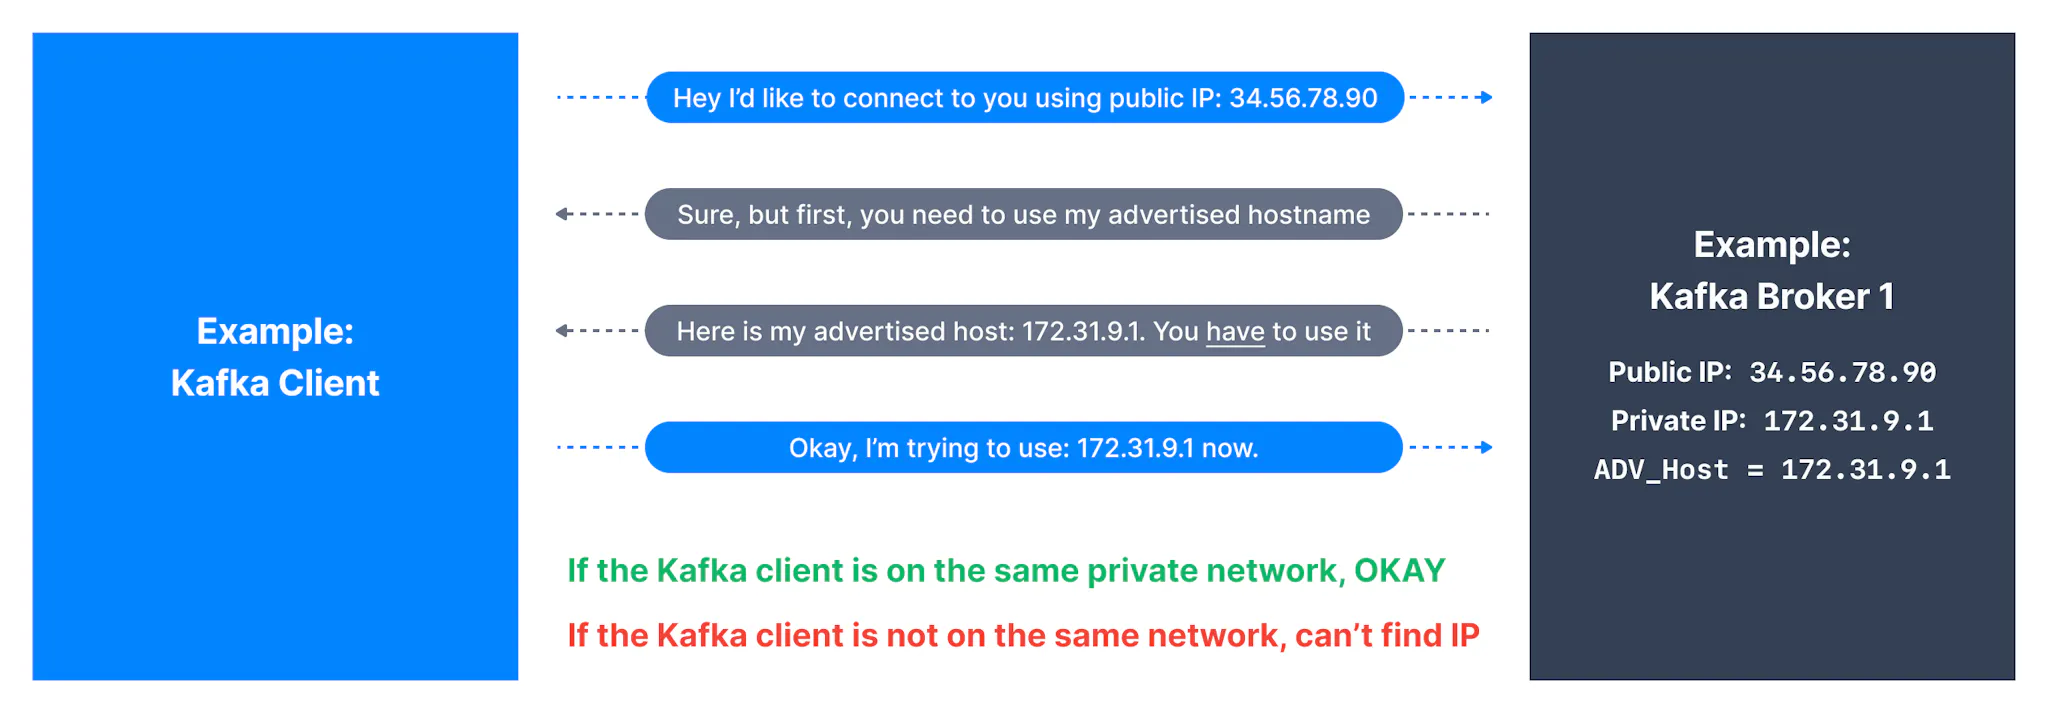 Example:
Kafka Client
Hey I’d like to connect to you using public IP: 34.56.78.90
Sure, but first, you need to use my advertised hostname
Here is my advertised host: 172.31.9.1. You have to use it
Okay, I’m trying to use: 172.31.9.1 now.
If the Kafka client is on the same private network, OKAY
If the Kafka client is not on the same network, can’t find IP
Example:
Kafka Broker 1
Public IP: 34.56.78.90
Private IP: 172.31.9.1
ADV_Host = 172.31.9.1